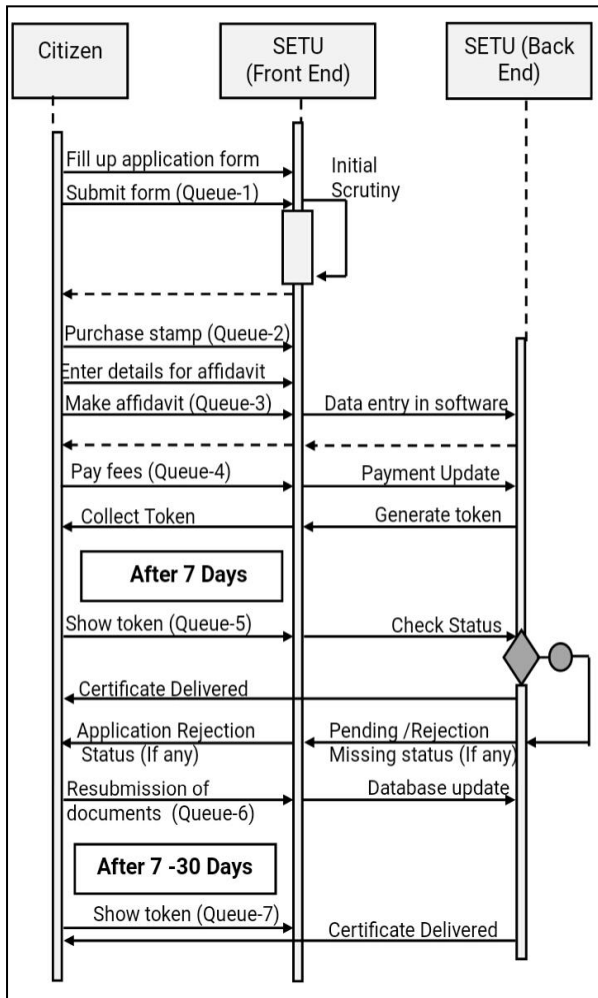 Citizen
SETU
(Front End)
SETU (Back
End)
Fill up application form
Initial
Scrutiny
Submit form (Queue-1)
Purchase stamp (Queue-2)
Enter details for affidavit
Make affidavit (Queue-3)
Data entry in software
Pay fees (Queue-4)
Payment Update
Collect Token
Generate token
After 7 Days
Show token (Queue-5)
Check Status
Certificate Delivered
Application Rejection
Status (If any)
Pending /Rejection
Missing status (If any)
Resubmission of
documents (Queue-6)
Database update
After 7 -30 Days
Show token (Queue-7)
Certificate Delivered